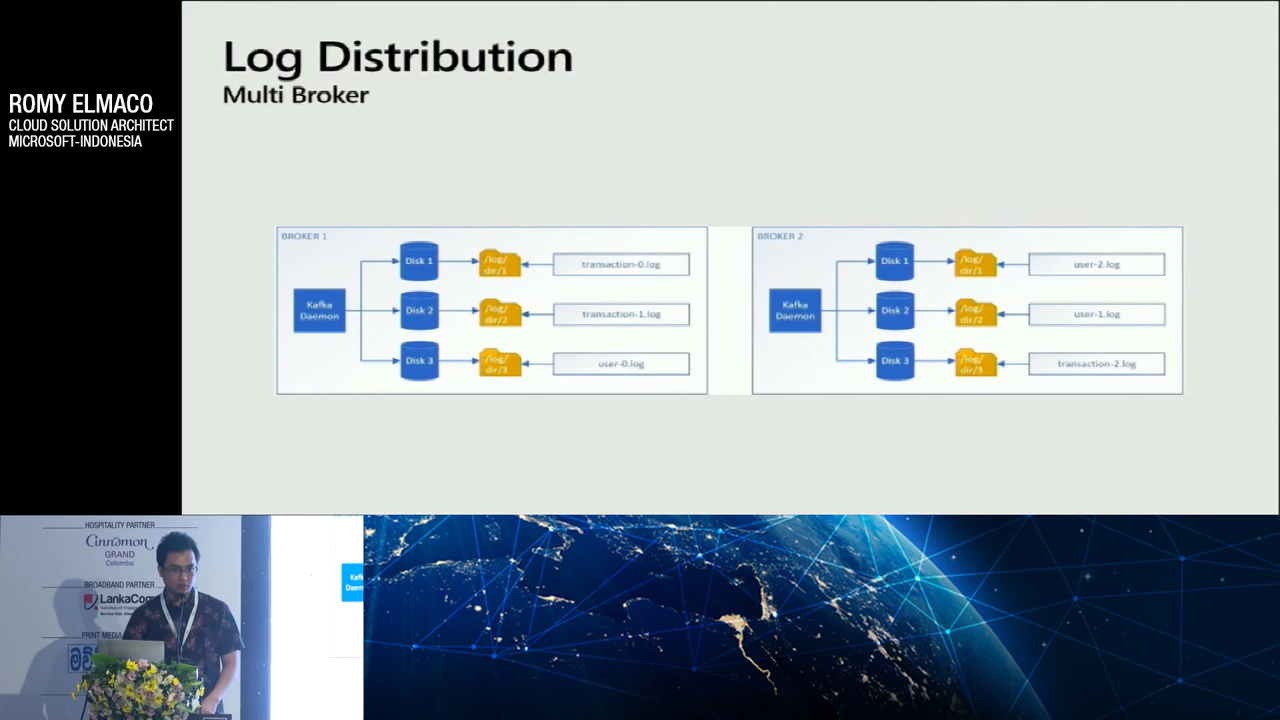 ROMY ELMACO
CLOUD SOLUTION ARCHITECT
MICROSOFT-INDONESIA
Log Distribution
Multi Broker
BROKER 1
Kafka
Daemon
Disk 1
/log/
dir/1
transaction-0.log
Disk 2
/log/
dir/2
transaction-1.log
Disk 3
/log/
dir/3
user-0.log
BROKER 2
Kafka
Daemon
Disk 1
/log/
dir/1
user-2.log
Disk 2
/log/
dir/2
user-1.log
Disk 3
/log/
dir/3
transaction-2.log
HOSPITALITY PARTNER
Cinnamon
GRAND
Colombo
BROADBAND PARTNER
LankaCom
PRINT MEDIA